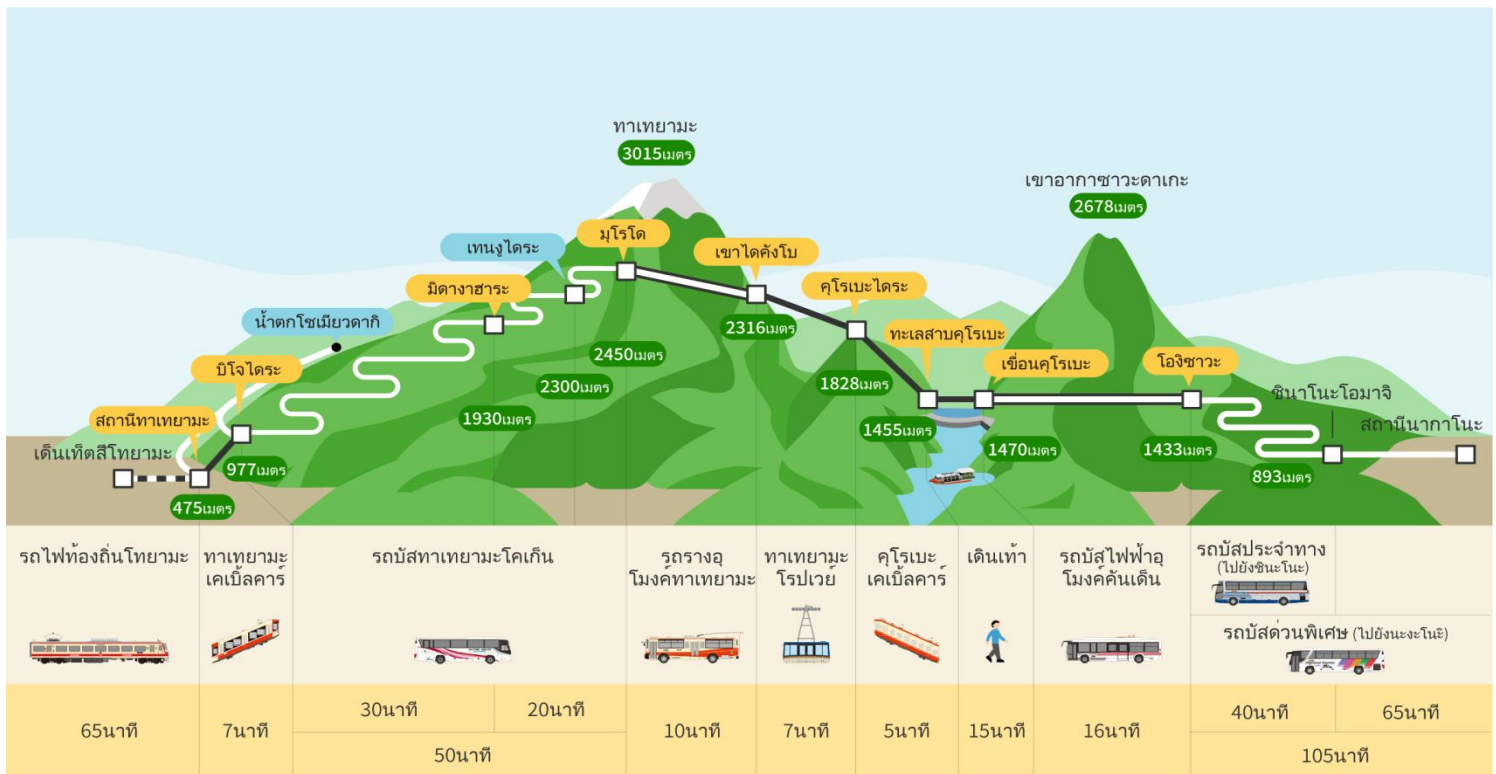 ทาเทยามะ
3015เมตร
เขาอากาซาวะดาเกะ
2678เมตร
เทนงูไดระ
มุโรโด
เขาไดคังโบ
มิดางาฮาระ
คุโรเบะไดระ
น้ำตกโชเมียวดากิ
2316เมตร
ทะเลสาบคุโรเบะ
บิโจไดระ
2450เมตร
เขื่อนคุโรเบะ
โองิซาวะ
2300เมตร
1828เมตร
ชินาโนะโอมาจิ
สถานีทาเทยามะ
1930เมตร
1455เมตร
สถานีนากาโนะ
เด็นเท็ตสึโทยามะ
977เมตร
1470เมตร
1433เมตร
893เมตร
475เมตร
รถไฟท้องถิ่นโทยามะ
ทาเทยามะ
เคเบิ้ลคาร์
รถบัสทาเทยามะโคเก็น
รถรางอุ
โมงค์ทาเทยามะ
ทาเทยามะ
โรปเวย์
คุโรเบะ
เคเบิ้ลคาร์
เดินเท้า
รถบัสไฟฟ้าอุ
โมงค์คันเด็น
รถบัสประจำทาง
(ไปยังชินะโนะ)
รถบัสด่วนพิเศษ (ไปยังนะงะโนะ)
65นาที
7นาที
30นาที
20นาที
50นาที
10นาที
7นาที
5นาที
15นาที
16นาที
40นาที
65นาที
105นาที